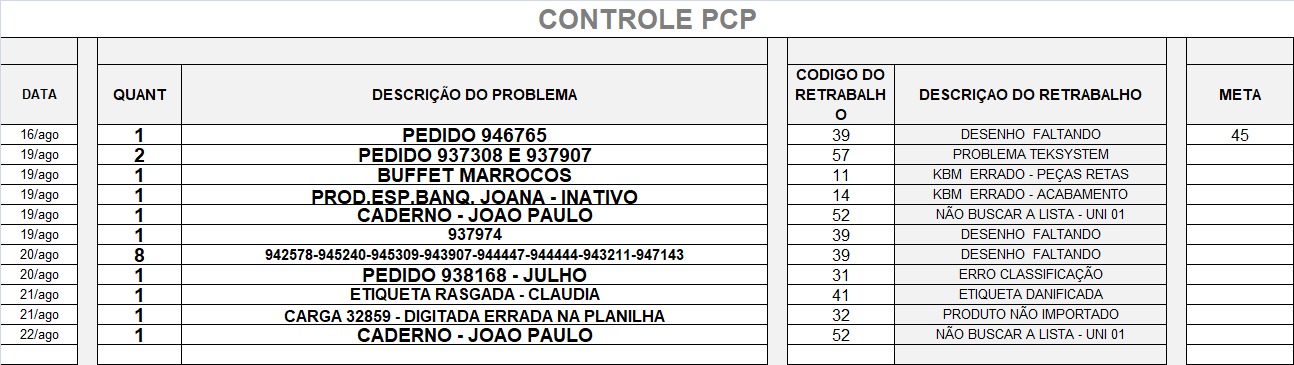 CONTROLE PCP
DATA QUANT DESCRIÇÃO DO PROBLEMA CODIGO DO RETRABALHO DESCRIÇAO DO RETRABALHO META
16/ago 1 PEDIDO 946765 39 DESENHO FALTANDO 45
19/ago 2 PEDIDO 937308 E 937907 57 PROBLEMA TEKSYSTEM
19/ago 1 BUFFET MARROCOS 11 KBM ERRADO - PEÇAS RETAS
19/ago 1 PROD.ESP.BANQ. JOANA - INATIVO 14 KBM ERRADO - ACABAMENTO
19/ago 1 CADERNO - JOAO PAULO 52 NÃO BUSCAR A LISTA - UNI 01
19/ago 1 937974 39 DESENHO FALTANDO
20/ago 8 942578-945240-945309-943907-944447-944444-943211-947143 39 DESENHO FALTANDO
20/ago 1 PEDIDO 938168 - JULHO 31 ERRO CLASSIFICAÇÃO
21/ago 1 ETIQUETA RASGADA - CLAUDIA 41 ETIQUETA DANIFICADA
21/ago 1 CARGA 32859 - DIGITADA ERRADA NA PLANILHA 32 PRODUTO NÃO IMPORTADO
22/ago 1 CADERNO - JOAO PAULO 52 NÃO BUSCAR A LISTA - UNI 01